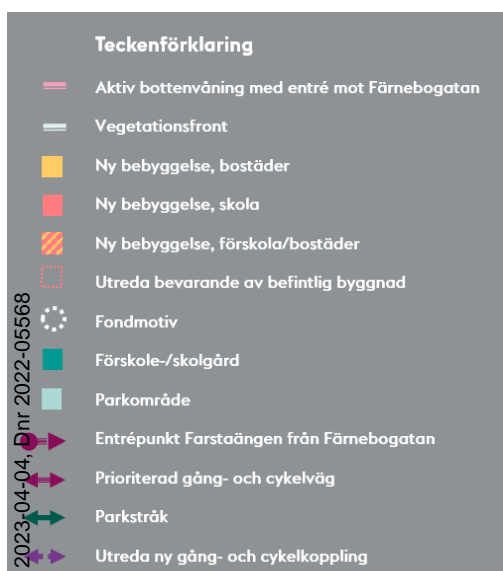 Teckenförklaring
Aktiv bottenvåning med entré mot Färnebogatan
Vegetationsfront
Ny bebyggelse, bostäder
Ny bebyggelse, skola
Ny bebyggelse, förskola/bostäder
Utreda bevarande av befintlig byggnad
Fondmotiv
Förskole-/skolgård
Parkområde
Entrépunkt Farstaängen från Färnebogatan
Prioriterad gång- och cykelväg
Parkstråk
Utreda ny gång- och cykelkoppling
2023-04-04, Dnr 2022-05568